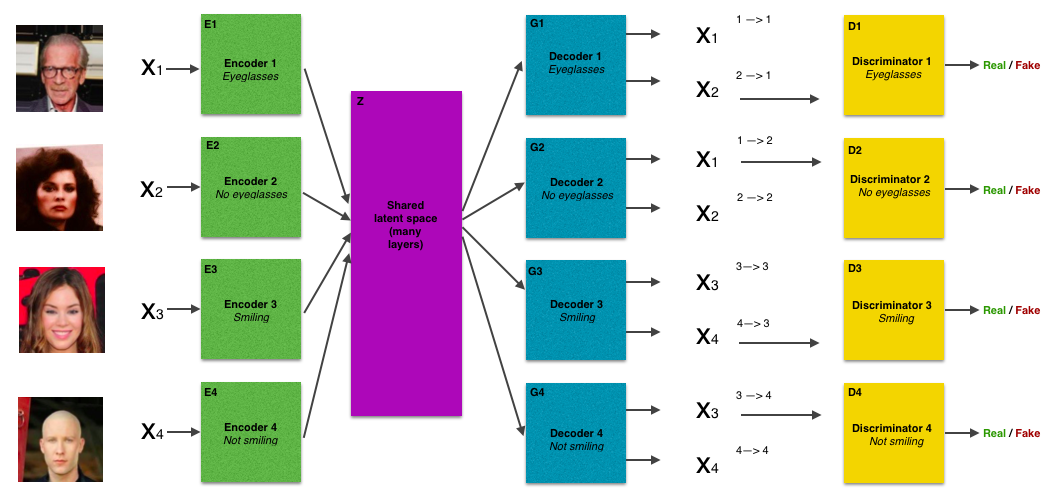 X1
E1
Encoder 1
Eyeglasses
X2
E2
Encoder 2
No eyeglasses
X3
E3
Encoder 3
Smiling
X4
E4
Encoder 4
Not smiling
Z
Shared
latent space
(many
layers)
G1
Decoder 1
Eyeglasses
G2
Decoder 2
No eyeglasses
G3
Decoder 3
Smiling
G4
Decoder 4
Not smiling
X1 1 —> 1
X2 2 —> 1
X1 1 —> 2
X2 2 —> 2
X3 3—> 3
X4 4—> 3
X3 3 —> 4
X4 4—> 4
D1
Discriminator 1
Eyeglasses
Real / Fake
D2
Discriminator 2
No eyeglasses
Real / Fake
D3
Discriminator 3
Smiling
Real / Fake
D4
Discriminator 4
Not smiling
Real / Fake